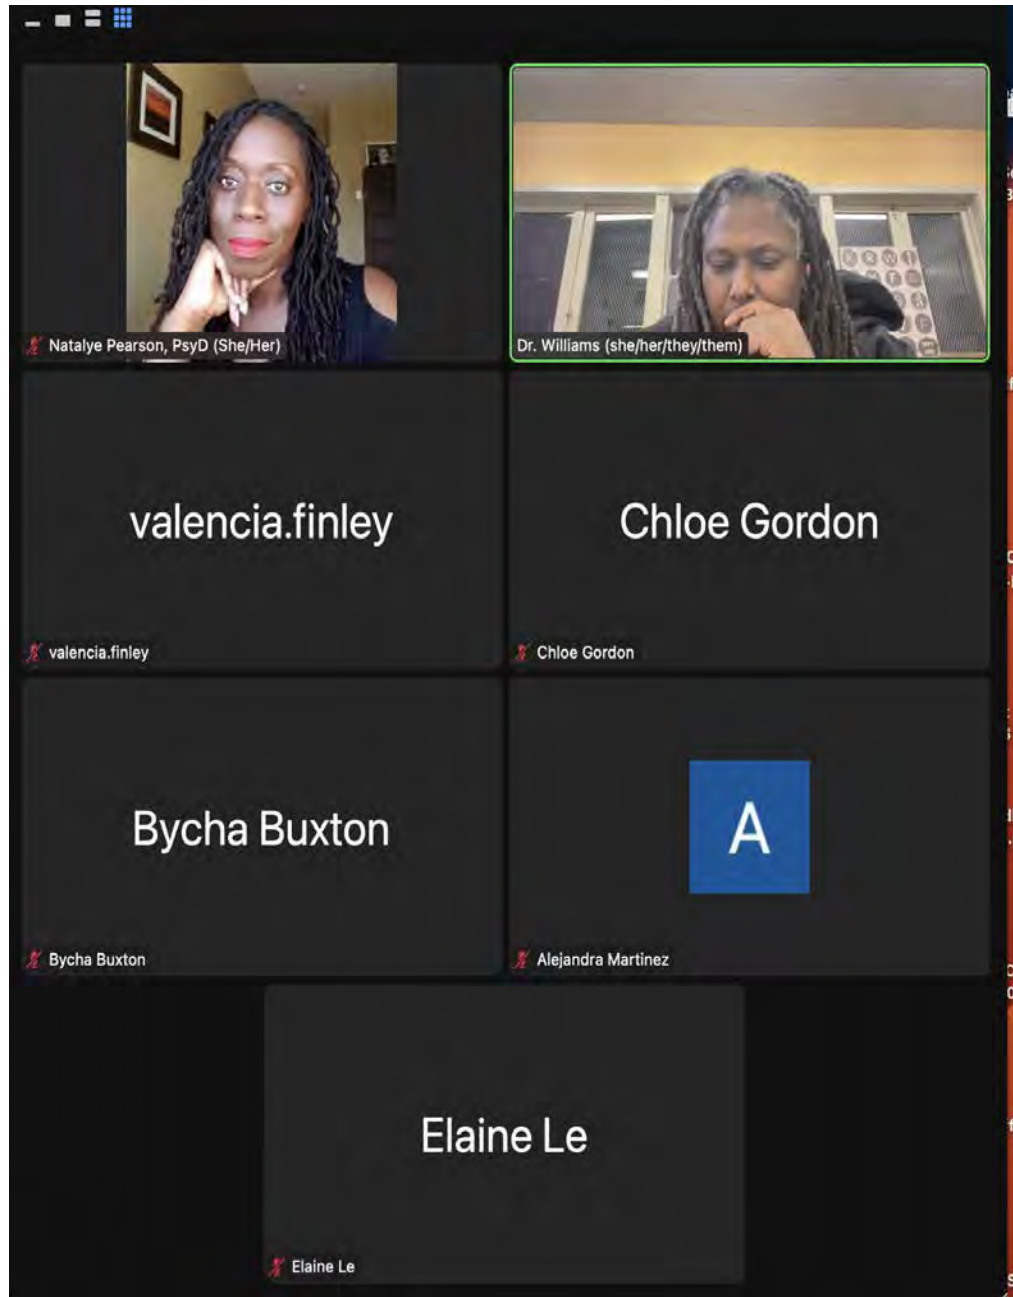 Natalye Pearson, PsyD (She/Her)
Dr. Williams (she/her/they/them)
valencia.finley
valencia.finley
Chloe Gordon
Chloe Gordon
Bycha Buxton
Bycha Buxton
A
Alejandra Martinez
Elaine Le
Elaine Le